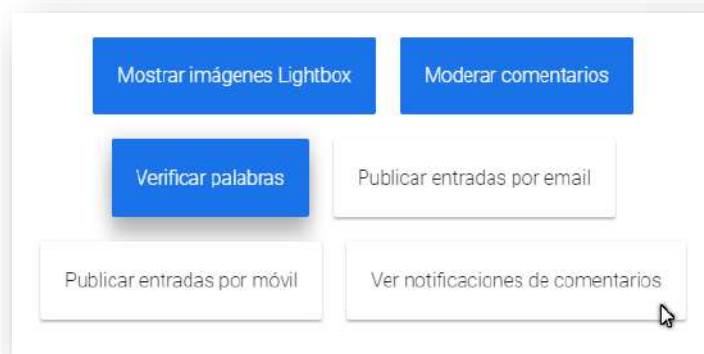 Mostrar imágenes Lightbox
Moderar comentarios
Verificar palabras
Publicar entradas por email
Publicar entradas por móvil
Ver notificaciones de comentarios